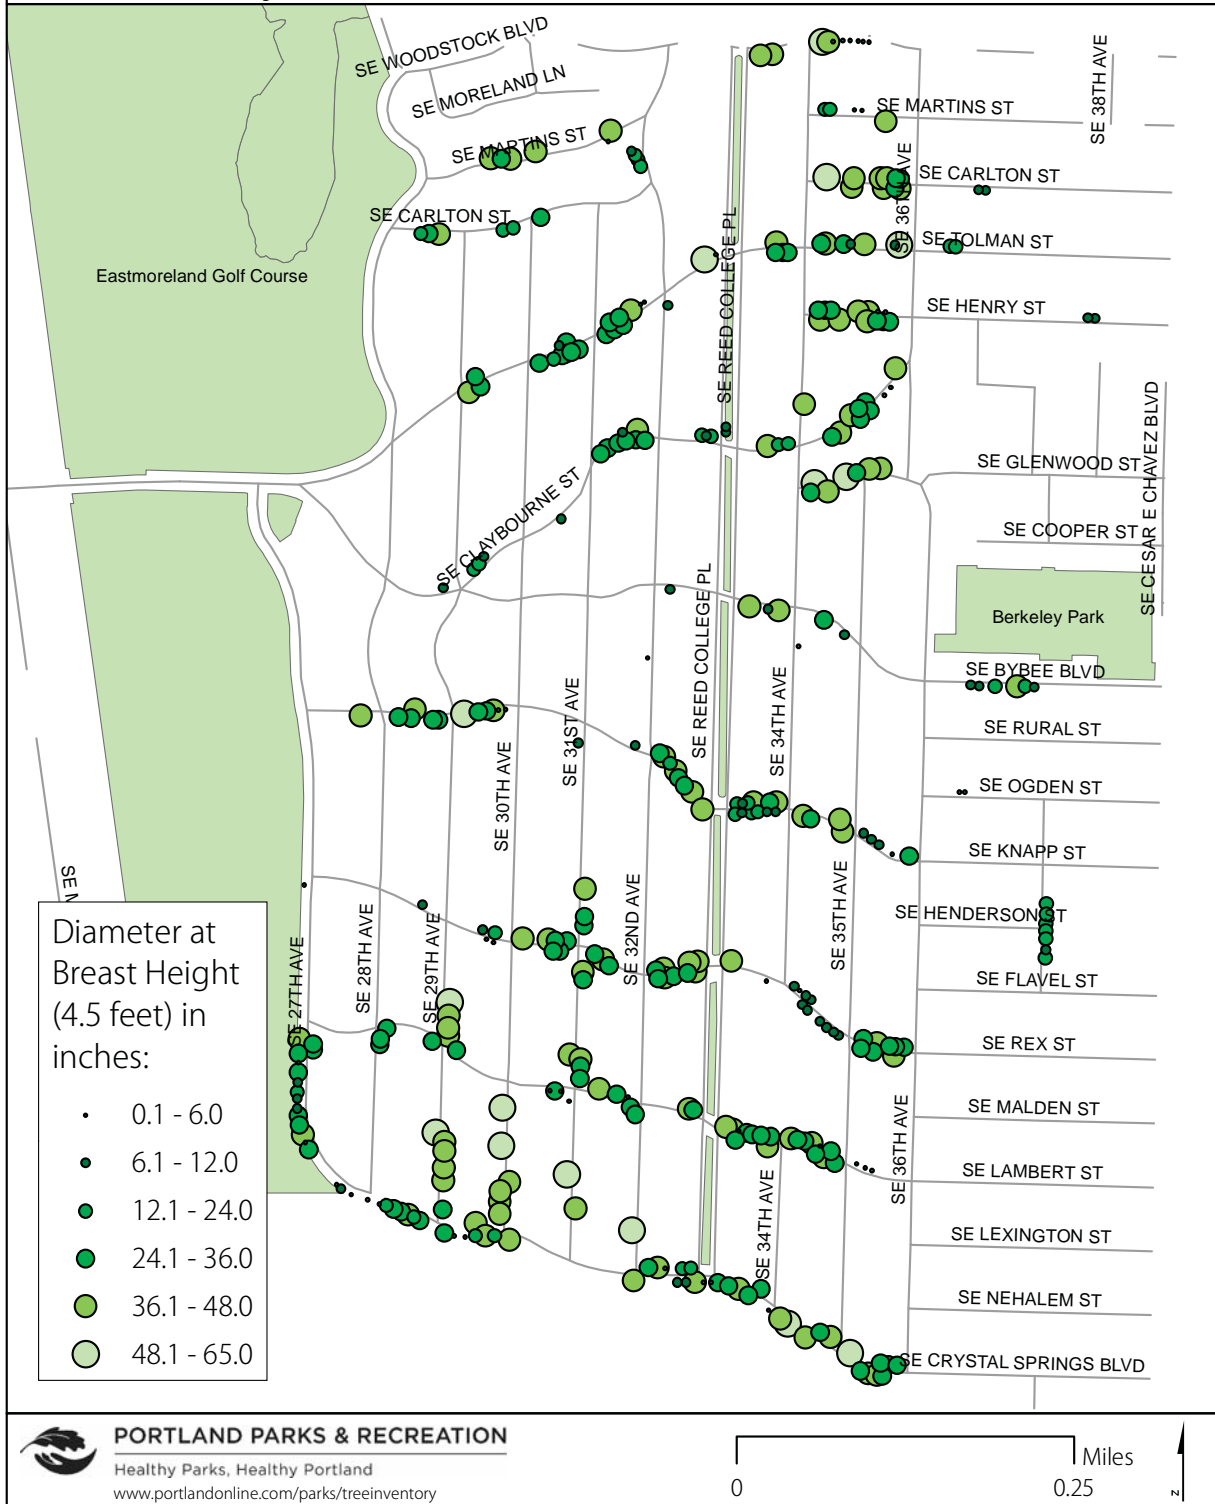 SE WOODSTOCK BLVD
SE MORELAND LN
SE MARTINS ST
SE CARLTON ST
SE 38TH AVE
SE MARTINS ST
SE CARLTON ST
SE 36TH AVE
SE TOLMAN ST
SE HENRY ST
Eastmoreland Golf Course
SE REED COLLEGE PL
SE CLAYBOURNE ST
SE GLENWOOD ST
SE COOPER ST
SE CESAR E CHAVEZ BLVD
Berkeley Park
SE BYBEE BLVD
SE RURAL ST
SE OGDEN ST
SE KNAPP ST
SE HENDERSON ST
SE FLAVEL ST
SE REX ST
SE MALDEN ST
SE LAMBERT ST
SE LEXINGTON ST
SE NEHALEM ST
SE CRYSTAL SPRINGS BLVD
SE REED COLLEGE PL
SE 34TH AVE
SE 31ST AVE
SE 30TH AVE
SE 32ND AVE
SE 35TH AVE
SE 28TH AVE
SE 29TH AVE
SE 27TH AVE
SE 36TH AVE
SE 34TH AVE
Diameter at
Breast Height
(4.5 feet) in
inches:
0.1 - 6.0
6.1 - 12.0
12.1 - 24.0
24.1 - 36.0
36.1 - 48.0
48.1 - 65.0
PORTLAND PARKS & RECREATION
Healthy Parks, Healthy Portland
www.portlandonline.com/parks/treeinventory
Miles
0 0.25
z